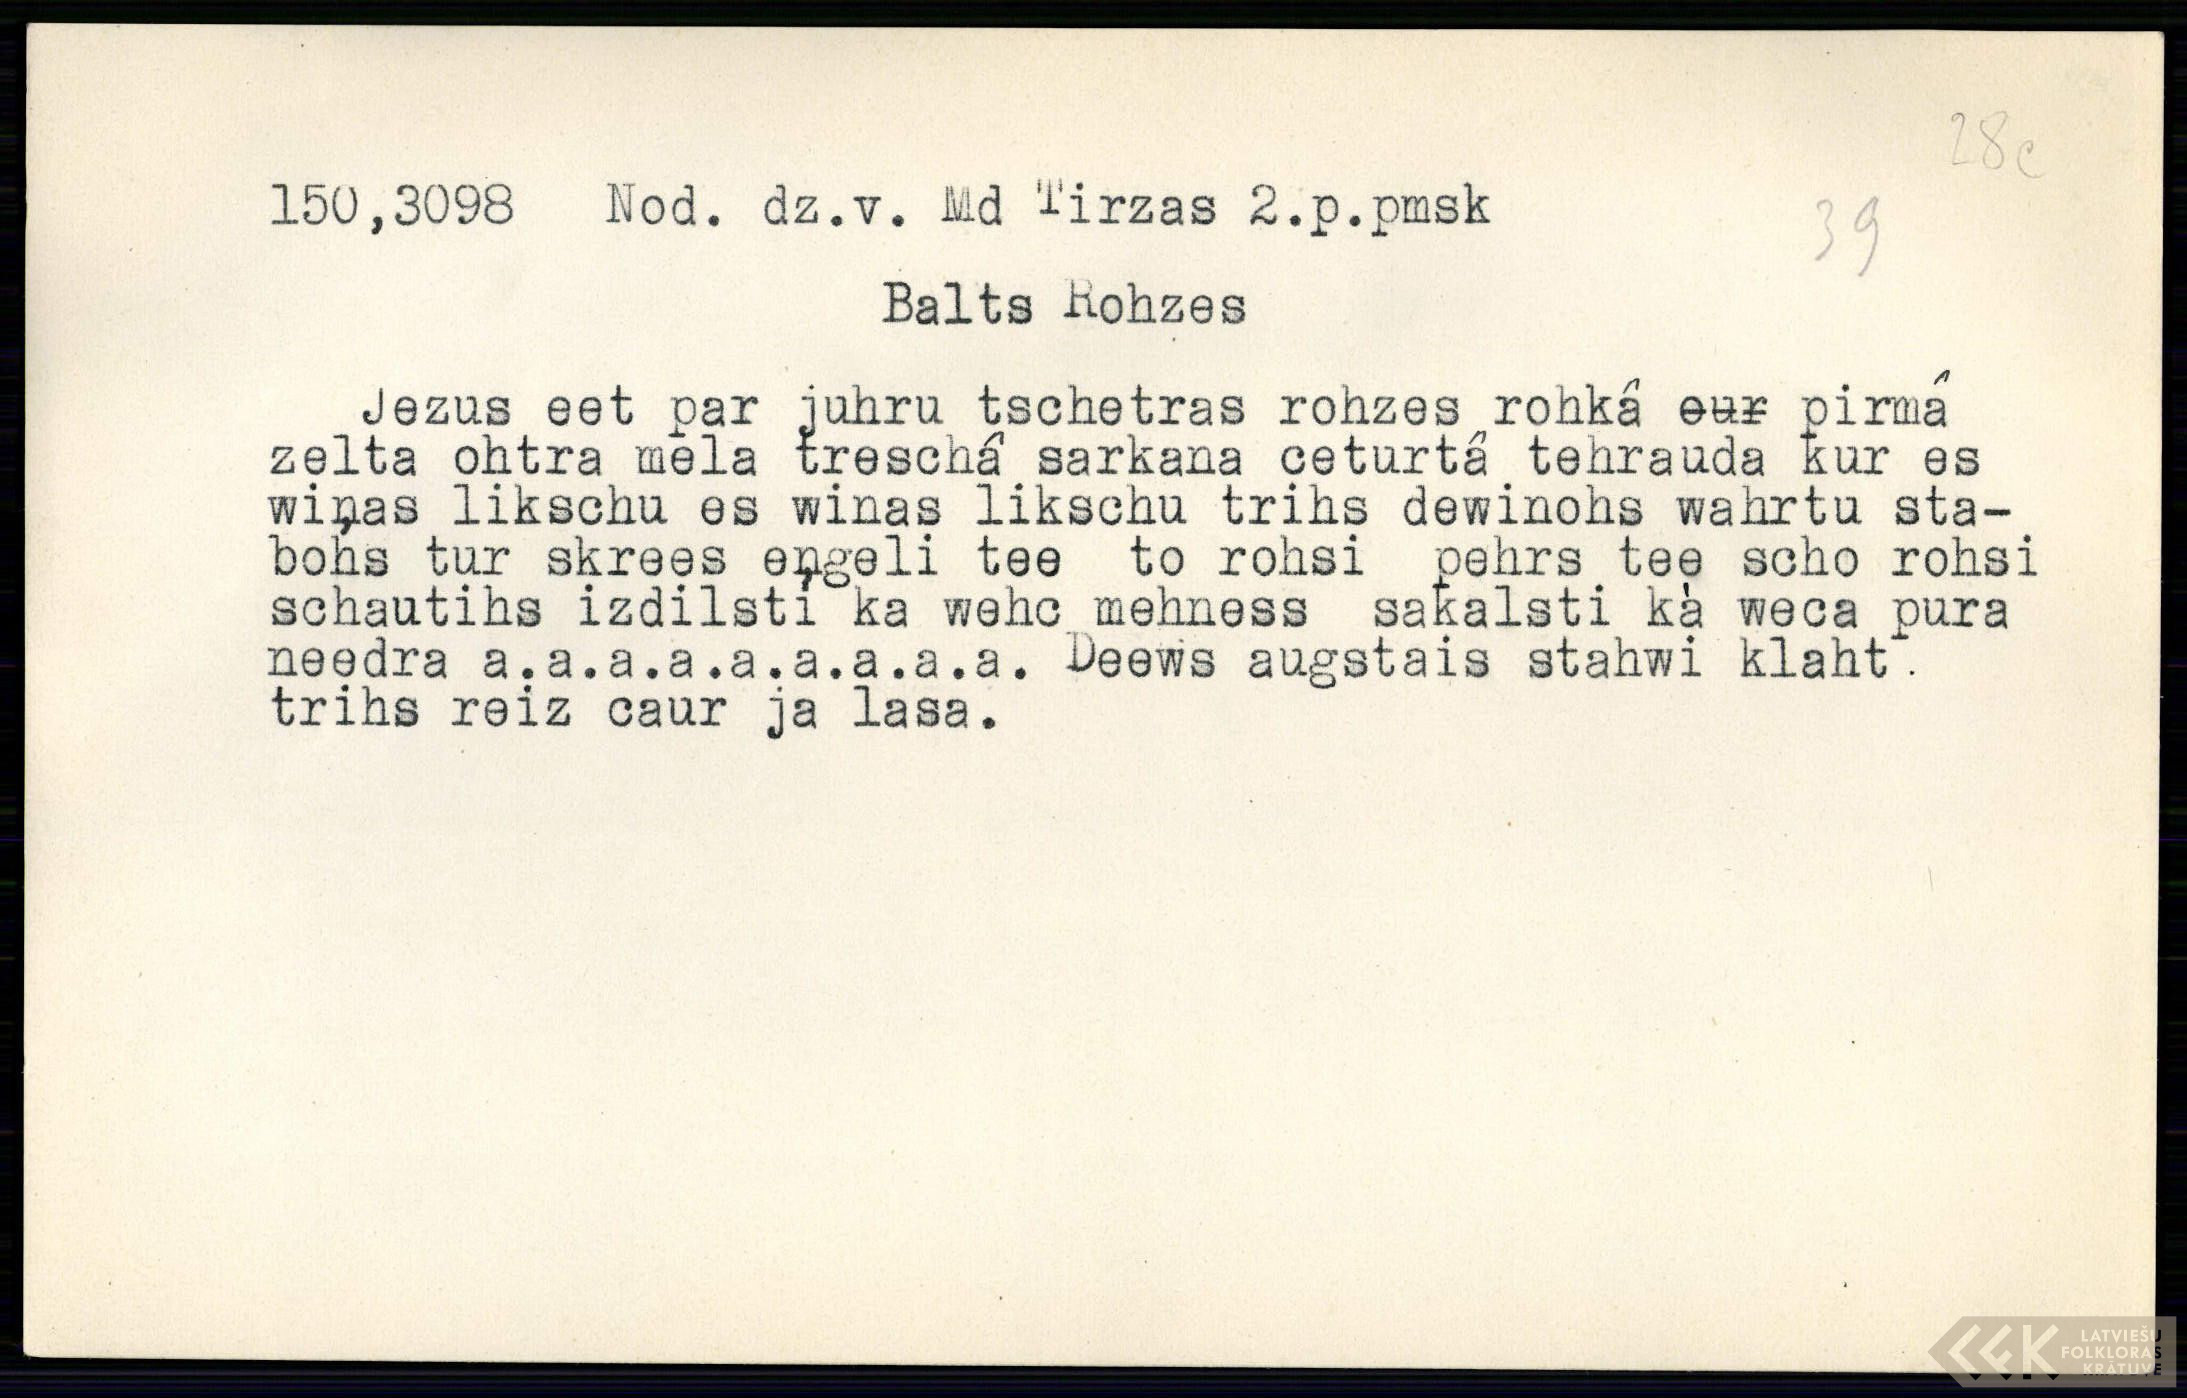 28c
150,3098 Nod. dz.v. Md Tirzas 2.p.pmsk
39
Balts Rohzes
Jezus eet par juhru tschetras rohzes rohkâ eur pirmâ
zelta ohtra mela treschâ sarkana ceturtâ tehrauda kur es
wiņas likschu es winas likschu trihs dewinohs wahrtu sta-
bohs tur skrees eņgeli tee to rohsi pehrs tee scho rohsi
schautihs izdilsti ka wehc mehness sakalsti kà weca pura
needra a.a.a.a.a.a.a.a.a. Deews augstais stahwi klaht.
trihs reiz caur ja lasa.
LFK LATVIEŠU
FOLKLORAS
KRĀTUVE